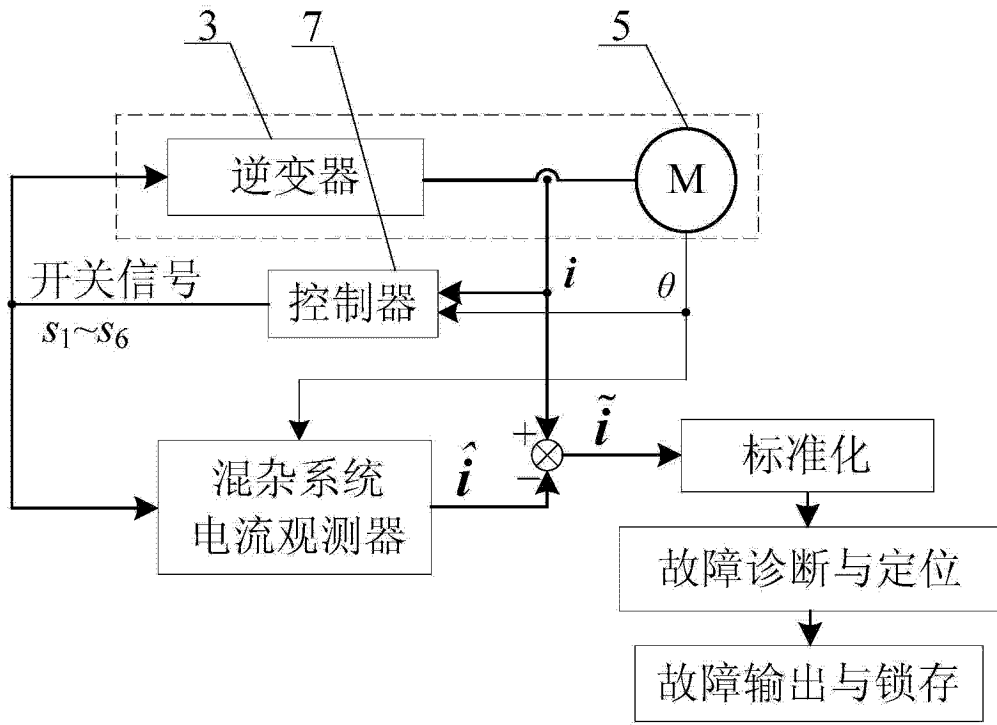 3
7
5
逆变器
M
开关信号
s1~s6
控制器
i
θ
混杂系统
电流观测器
î
+
−
ĩ
标准化
故障诊断与定位
故障输出与锁存